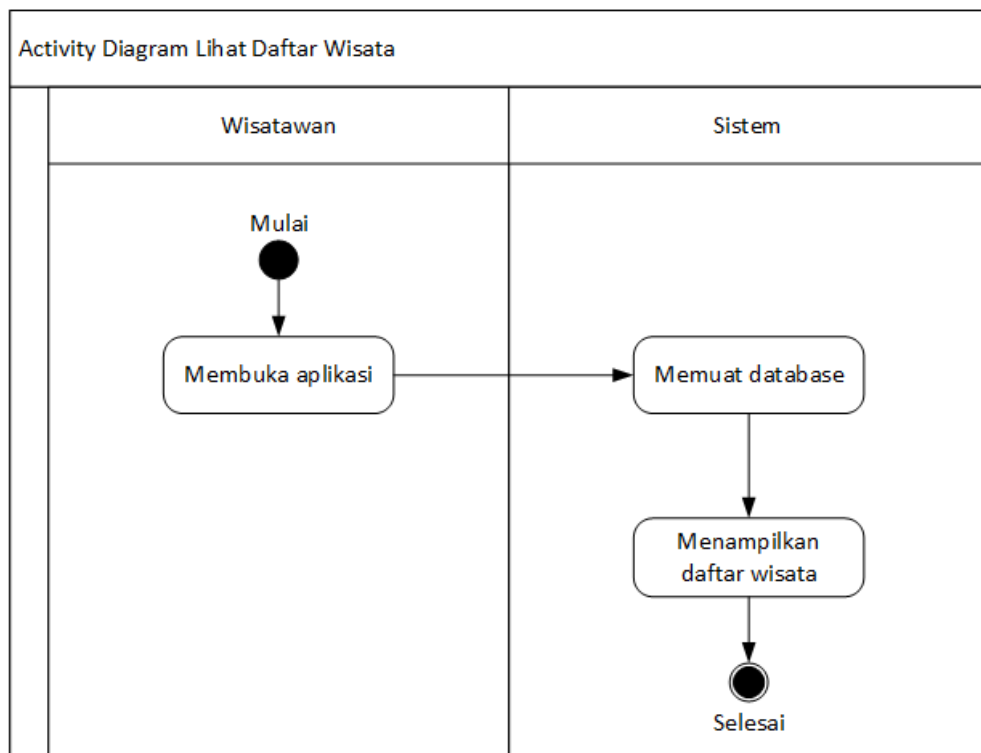 Activity Diagram Lihat Daftar Wisata
Wisatawan
Sistem
Mulai
Membuka aplikasi
Memuat database
Menampilkan
daftar wisata
Selesai